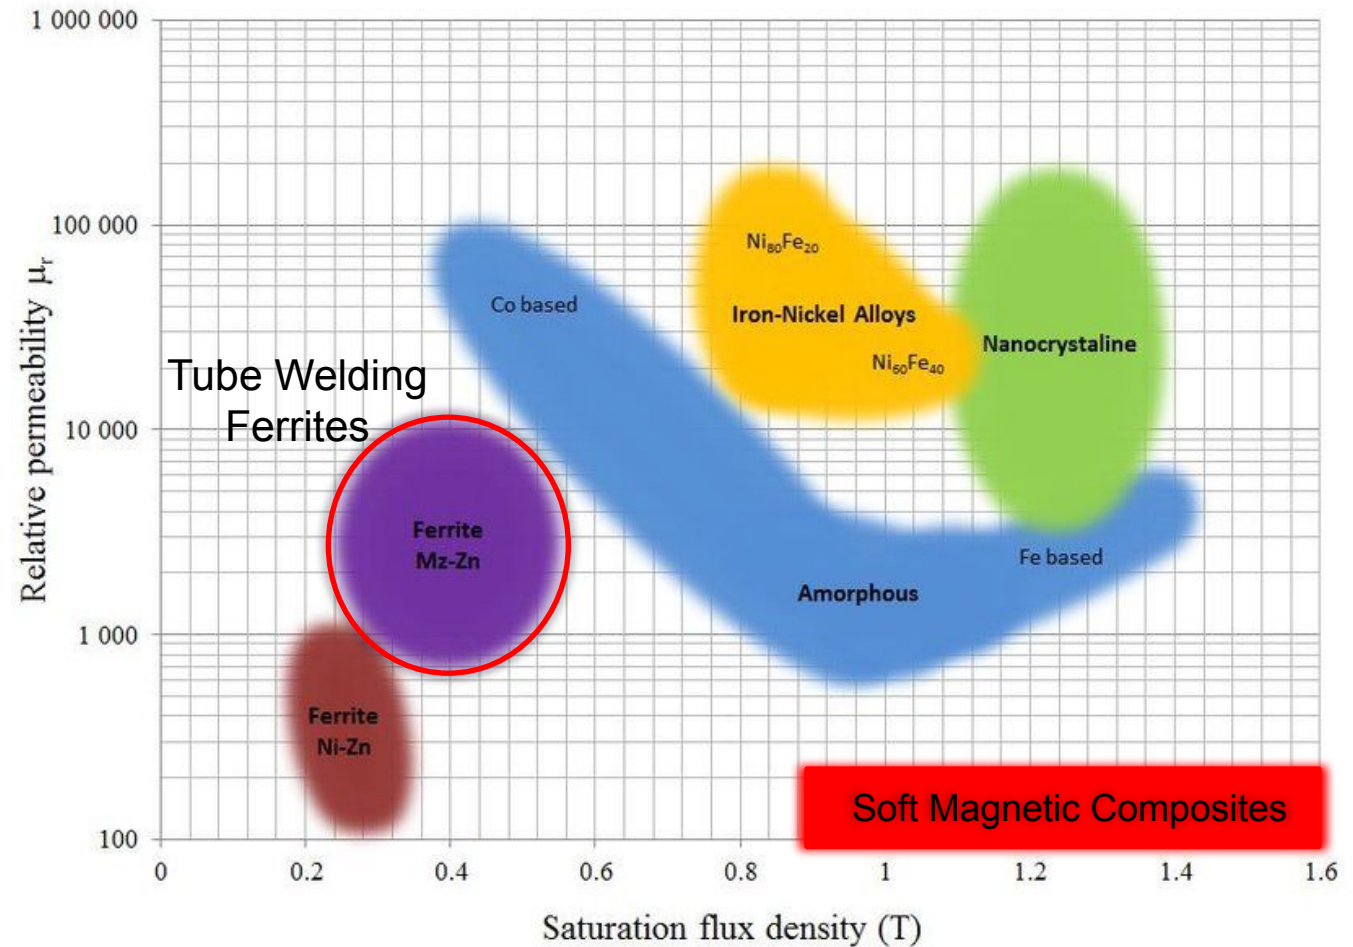 1 000 000
100 000
10 000
1 000
100
Relative permeability μᵣ
Tube Welding
Ferrites
Co based
Ni₈₀Fe₂₀
Iron-Nickel Alloys
Ni₆₀Fe₄₀
Nanocrystaline
Ferrite
Mz-Zn
Fe based
Amorphous
Ferrite
Ni-Zn
Soft Magnetic Composites
0 0.2 0.4 0.6 0.8 1 1.2 1.4 1.6
Saturation flux density (T)